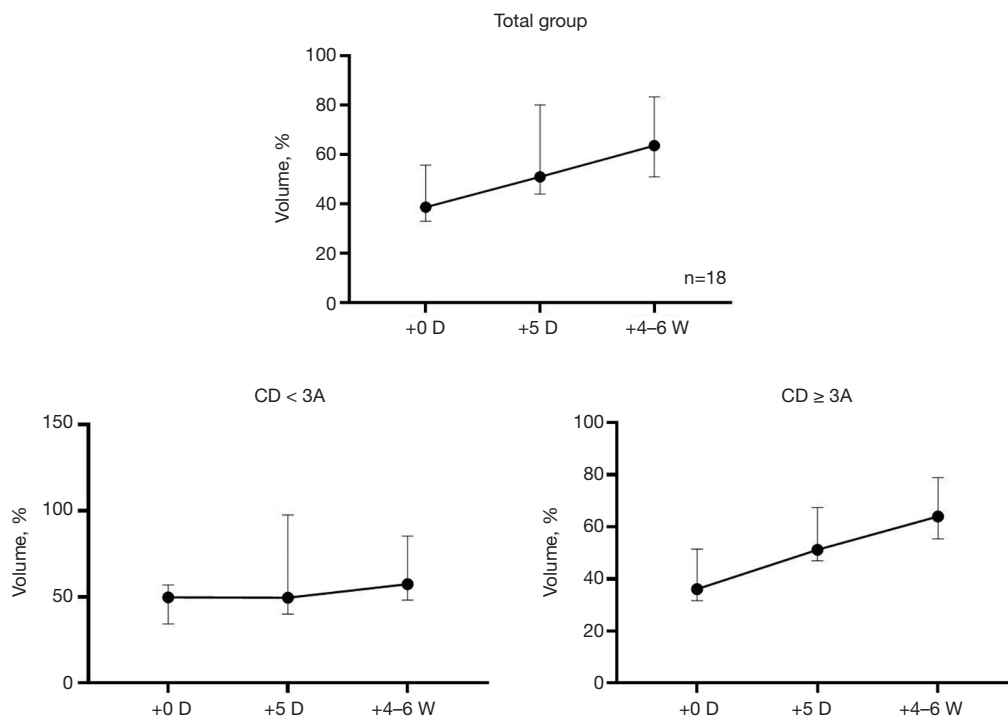 Total group
100
80
60
40
20
0
Volume, %
n=18
+0 D +5 D +4–6 W
CD < 3A
150
100
50
0
Volume, %
+0 D +5 D +4–6 W
CD ≥ 3A
100
80
60
40
20
0
Volume, %
+0 D +5 D +4–6 W